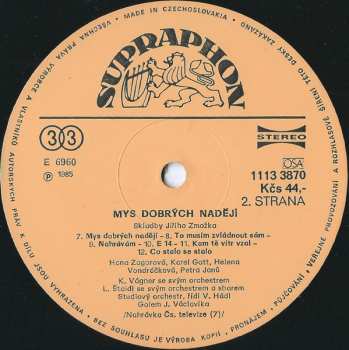 MADE IN CZECHOSLOVAKIA
VŠECHNA PRÁVA VÝROBCE A VLASTNÍKŮ AUTORSKÝCH PRÁV K DÍLU JSOU VYHRAZENA. BEZ SOUHLASU JE VÝROBA KOPIÍ, PRONÁJEM, PŮJČOVÁNÍ, VEŘEJNÉ PROVOZOVÁNÍ A ROZHLASOVÉ ŠÍŘENÍ TÉTO DESKY ZAKÁZÁNO
SUPRAPHON
33
STEREO
E 6960
OSA
℗ 1985
1113 3870
Kčs 44,-
2. STRANA
MYS DOBRÝCH NADĚJÍ
Skladby Jiřího Zmožka
7. Mys dobrých nadějí - 8. To musím zvládnout sám -
9. Nahrávám - 10. E 14 - 11. Kam tě vítr vzal -
12. Co stalo se stalo
Hana Zagorová, Karel Gott, Helena
Vondráčková, Petra Janů
K. Vágner se svým orchestrem
L. Štaidl se svým orchestrem a sborem
Studiový orchestr, řídí V. Hádl
Golem J. Václavíka
/Nahrávka Čs. televize (7)/